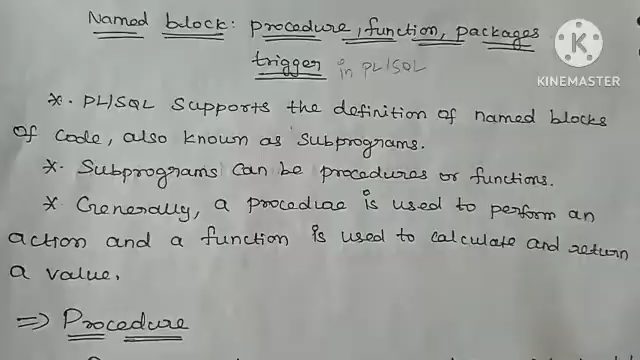 Named block: procedure, function, packages
trigger in PL/SQL
KINEMASTER
*. PL/SQL supports the definition of named blocks
of code, also known as subprograms.
* Subprograms can be procedures or functions.
* Generally, a procedure is used to perform an
action and a function is used to calculate and return
a value.
⇒ Procedure